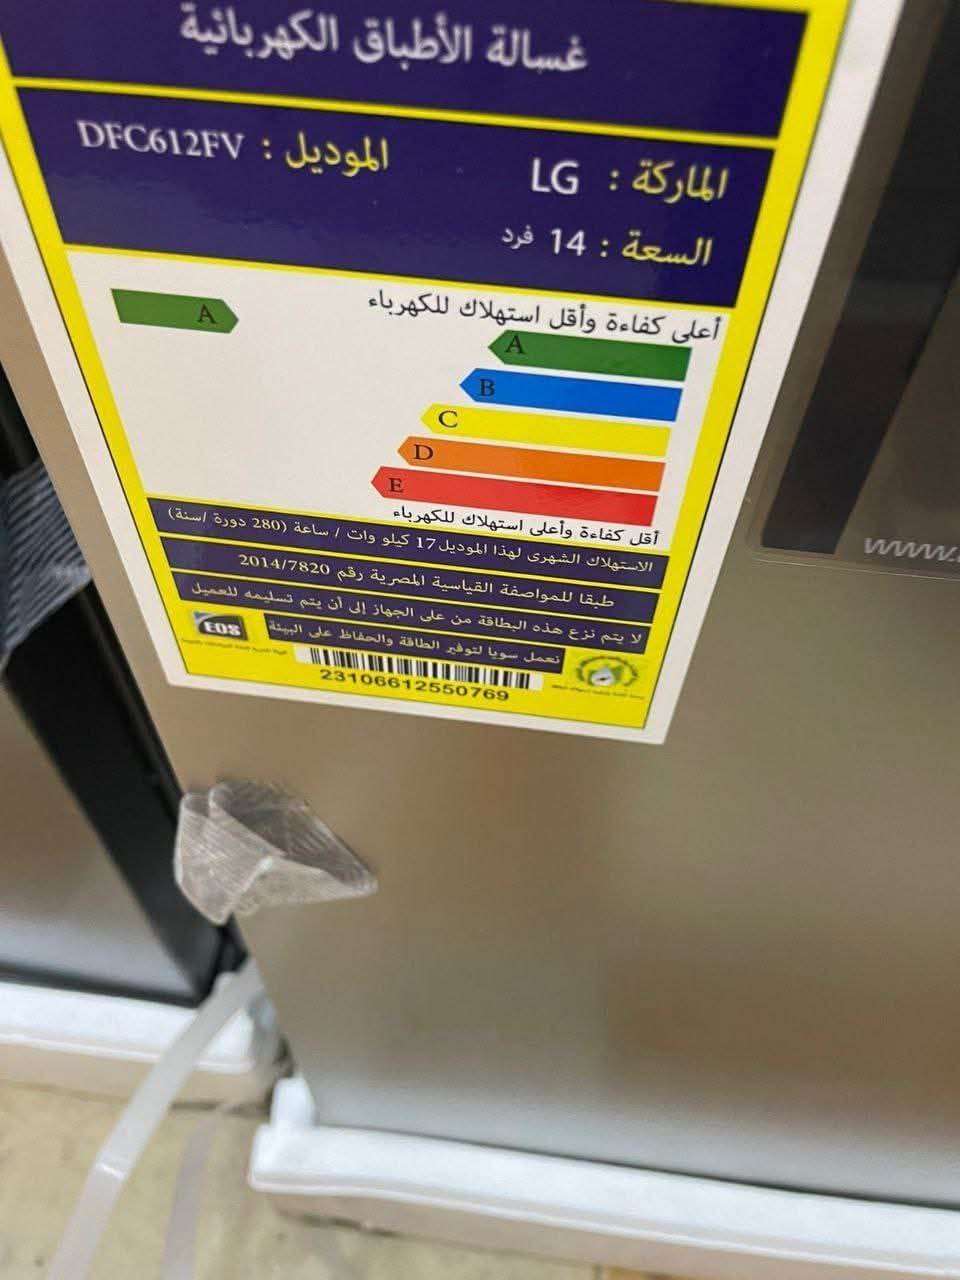 غسالة الأطباق الكهربائية
الماركة : LG الموديل : DFC612FV
السعة : 14 فرد
أعلى كفاءة وأقل استهلاك للكهرباء
A
A
B
C
D
E
أقل كفاءة وأعلى استهلاك للكهرباء
الاستهلاك الشهرى لهذا الموديل 17 كيلو وات / ساعة (280 دورة /سنة)
طبقا للمواصفة القياسية المصرية رقم 2014/7820
لا يتم نزع هذه البطاقة من على الجهاز إلى أن يتم تسليمه للعميل
نعمل سويا لتوفير الطاقة والحفاظ على البيئة
EOS
23106612550769
www.